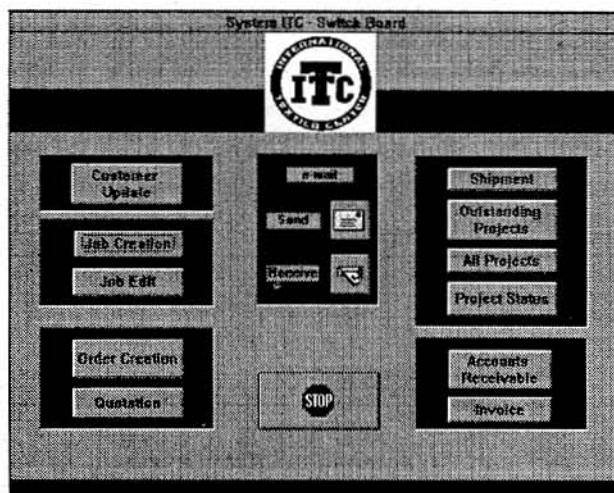 System ITC - Switch Board
INTERNATIONAL
ITC
TEXTILE CENTER
Customer
Update
Job Creation
Job Edit
Order Creation
Quotation
e-mail
Send
Receive
STOP
Shipment
Outstanding
Projects
All Projects
Project Status
Accounts
Receivable
Invoice